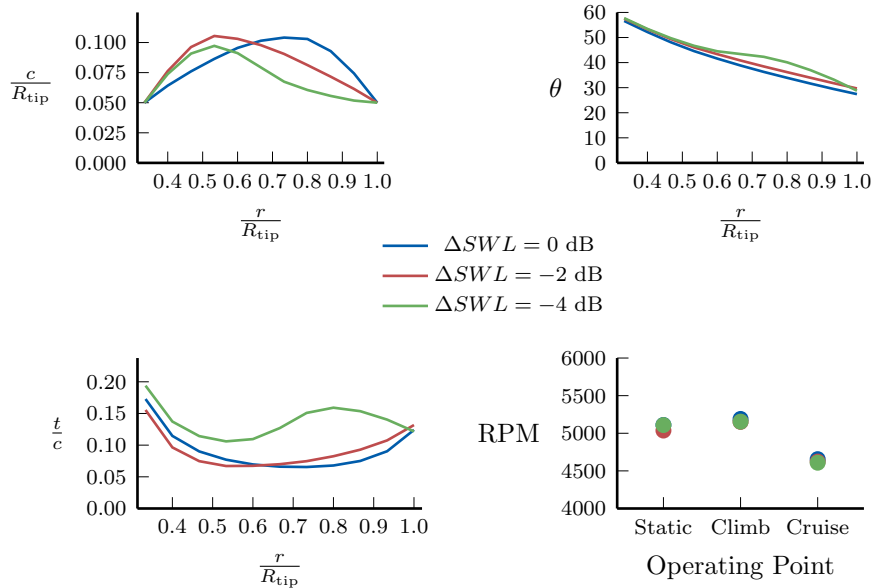 c/R_tip
0.100
0.075
0.050
0.025
0.000
0.4 0.5 0.6 0.7 0.8 0.9 1.0
r/R_tip
θ
60
50
40
30
20
10
0
0.4 0.5 0.6 0.7 0.8 0.9 1.0
r/R_tip
ΔSWL = 0 dB
ΔSWL = −2 dB
ΔSWL = −4 dB
t/c
0.20
0.15
0.10
0.05
0.00
0.4 0.5 0.6 0.7 0.8 0.9 1.0
r/R_tip
RPM
6000
5500
5000
4500
4000
Static Climb Cruise
Operating Point